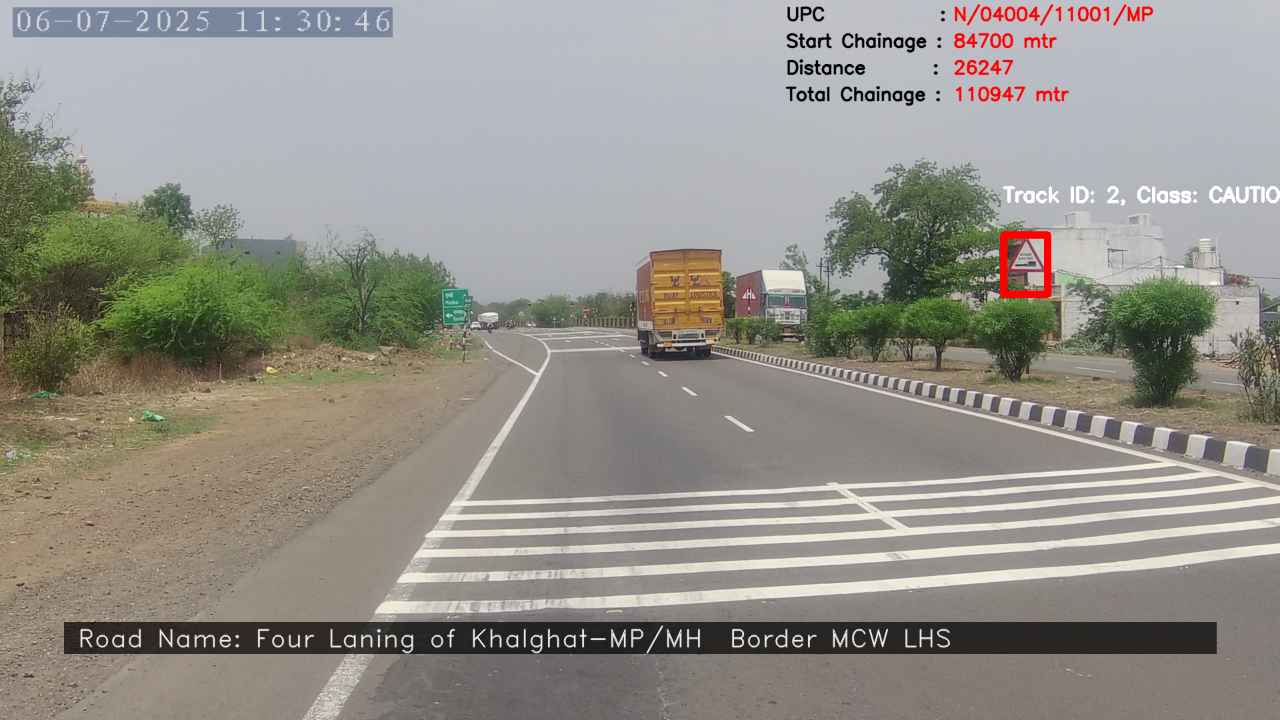 06-07-2025 11:30:46
UPC : N/04004/11001/MP
Start Chainage : 84700 mtr
Distance : 26247
Total Chainage : 110947 mtr
Track ID: 2, Class: CAUTIO
Road Name: Four Laning of Khalghat-MP/MH Border MCW LHS